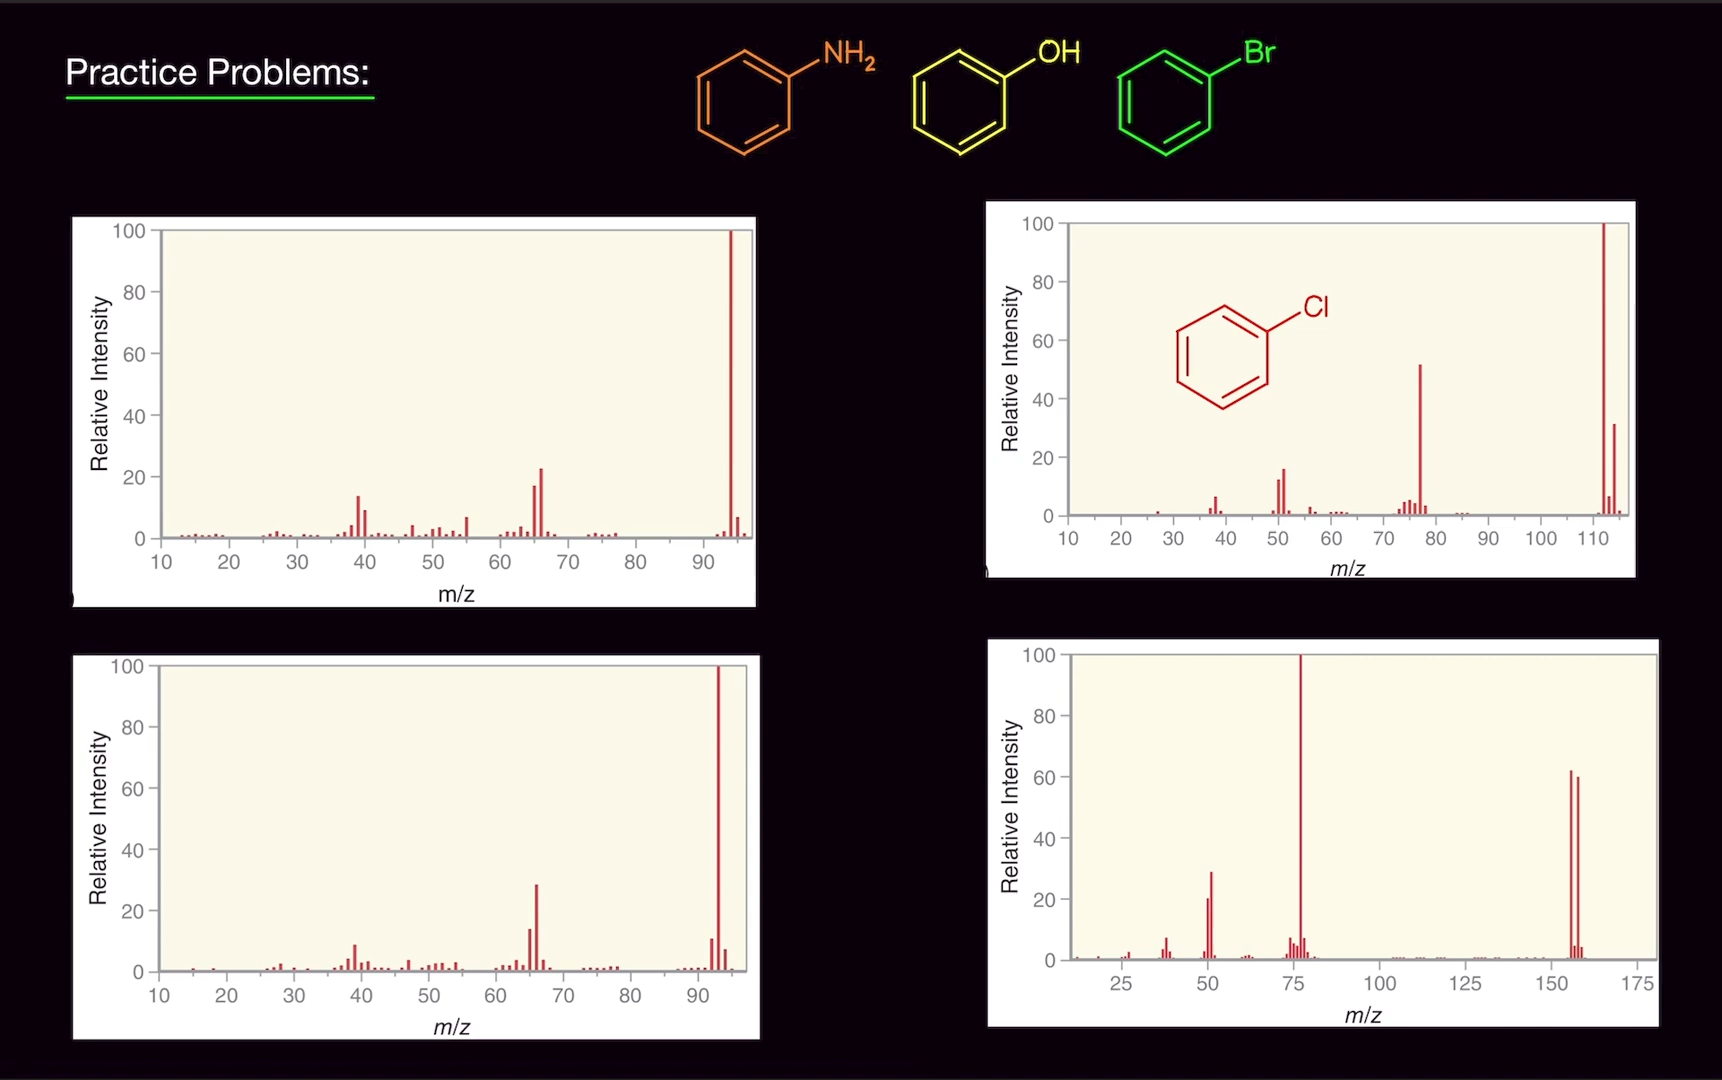 Practice Problems:
NH₂
OH
Br
100
80
60
40
20
0
10 20 30 40 50 60 70 80 90
Relative Intensity
m/z
100
80
60
40
20
0
10 20 30 40 50 60 70 80 90 100 110
Relative Intensity
m/z
Cl
100
80
60
40
20
0
10 20 30 40 50 60 70 80 90
Relative Intensity
m/z
100
80
60
40
20
0
25 50 75 100 125 150 175
Relative Intensity
m/z